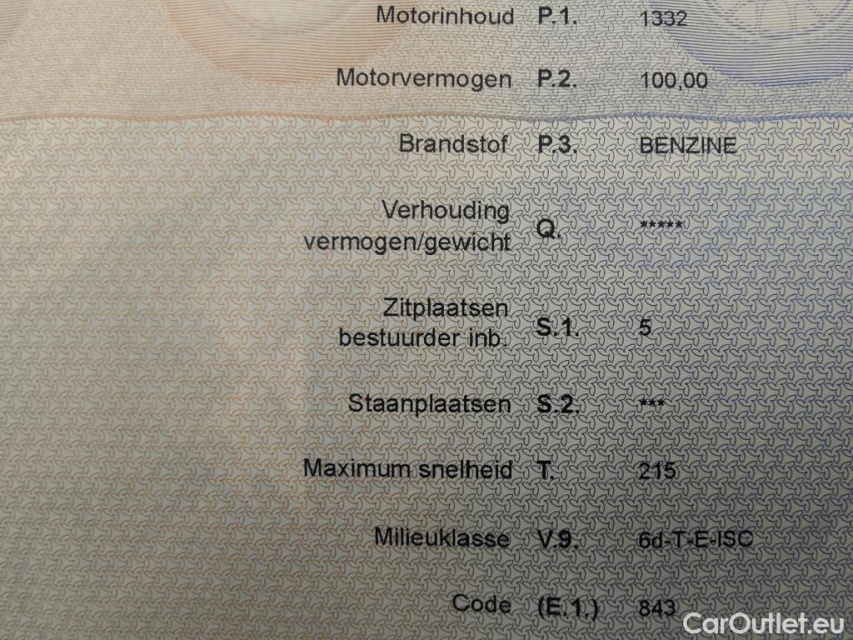 Motorinhoud P.1. 1332
Motorvermogen P.2. 100,00
Brandstof P.3. BENZINE
Verhouding
vermogen/gewicht Q. *****
Zitplaatsen
bestuurder inb. S.1. 5
Staanplaatsen S.2. ***
Maximum snelheid T. 215
Milieuklasse V.9. 6d-T-E-ISC
Code (E.1.) 843
CarOutlet.eu